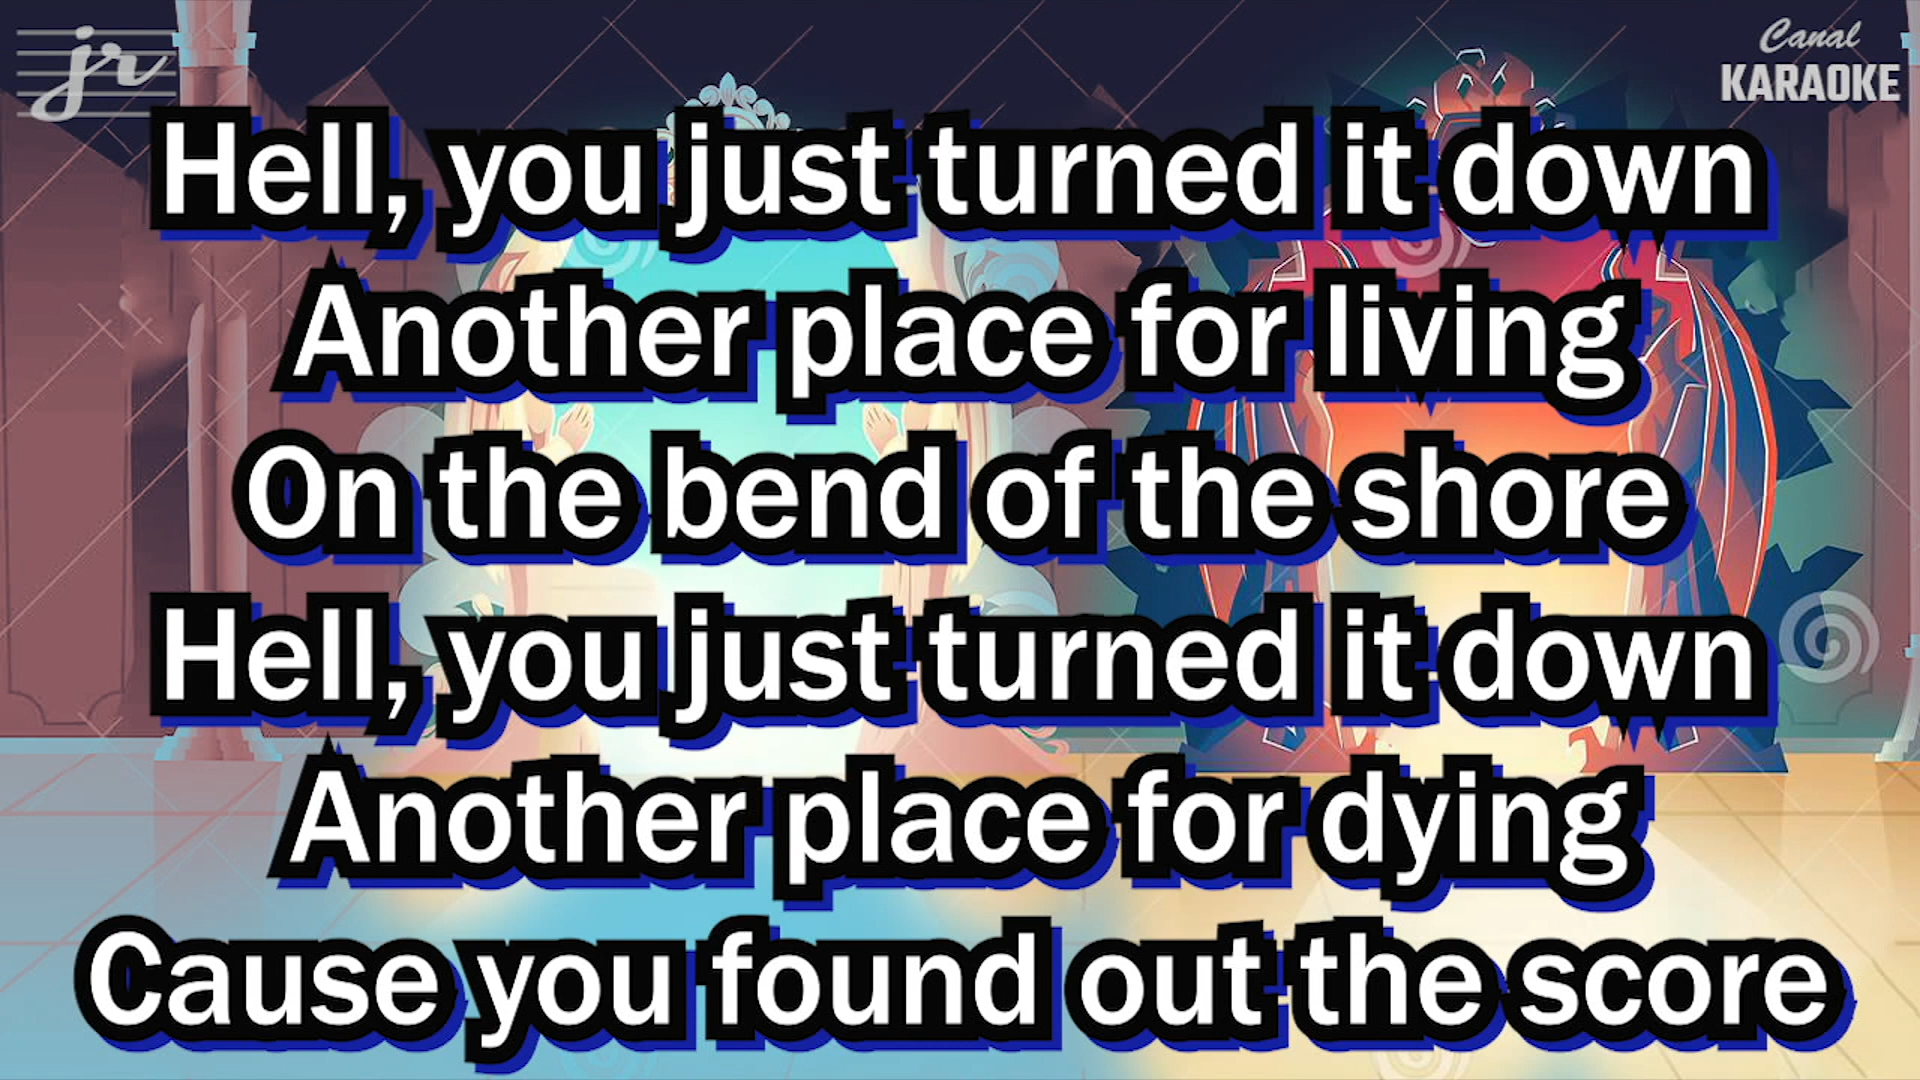 jr
Canal
KARAOKE
Hell, you just turned it down
Another place for living
On the bend of the shore
Hell, you just turned it down
Another place for dying
Cause you found out the score